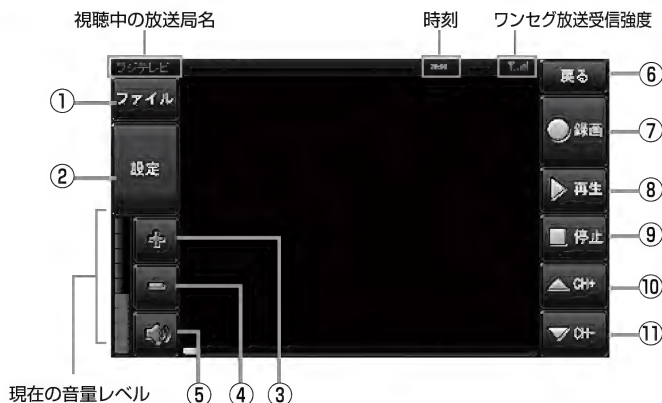 視聴中の放送局名
時刻
ワンセグ放送受信強度
フジテレビ
20:50
戻る
⑥
①
ファイル
録画
⑦
②
設定
再生
⑧
停止
⑨
CH+
⑩
CH-
⑪
現在の音量レベル
⑤
④
③